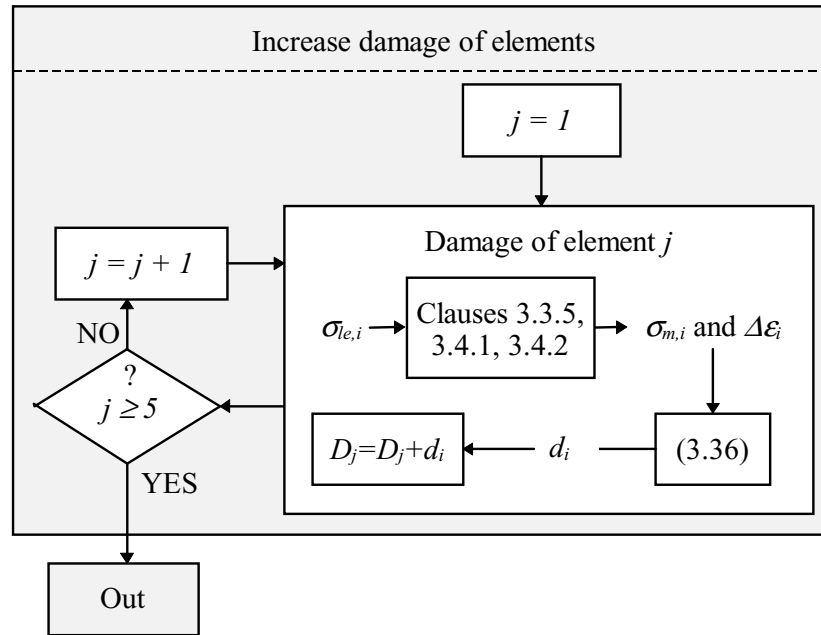 Increase damage of elements
j = 1
j = j + 1
Damage of element j
σle,i
Clauses 3.3.5,
3.4.1, 3.4.2
σm,i and Δεi
NO
?
j ≥ 5
Dj=Dj+di
di
(3.36)
YES
Out